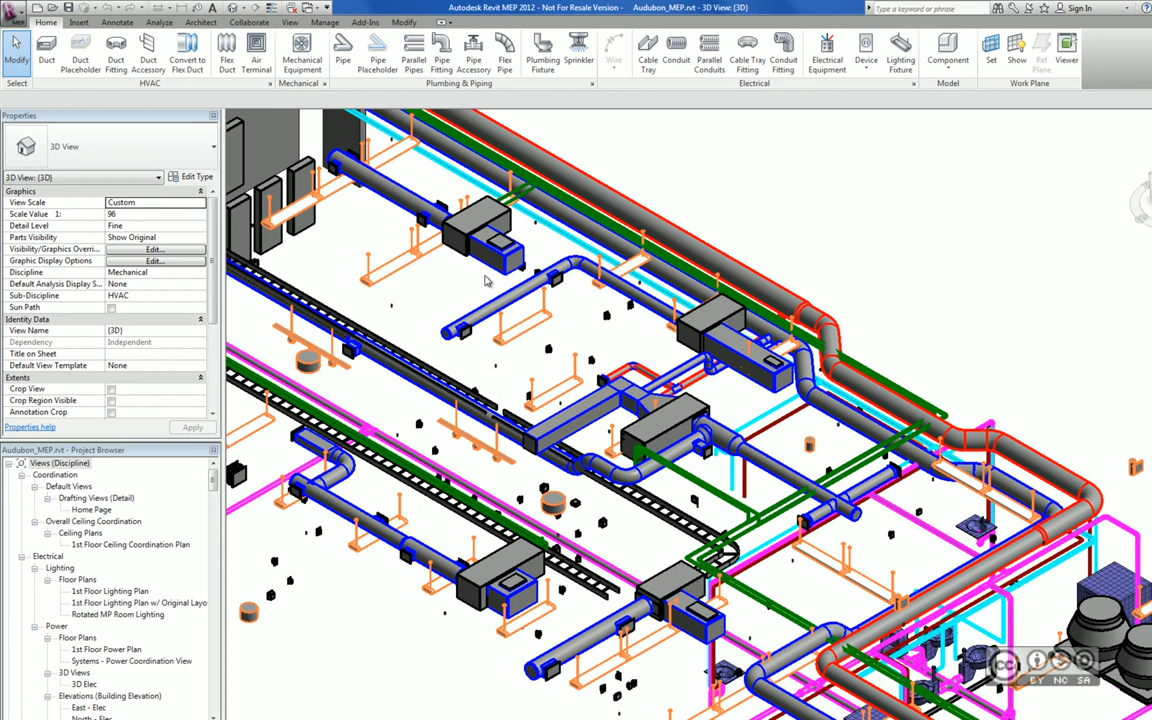 Autodesk Revit MEP 2012 - Not For Resale Version - Audubon_MEP.rvt - 3D View: {3D}
Type a keyword or phrase
Sign In
MEP
Home Insert Annotate Analyze Architect Collaborate View Manage Add-Ins Modify
Modify
Duct
Duct Placeholder
Duct Fitting
Duct Accessory
Convert to Flex Duct
Flex Duct
Air Terminal
Mechanical Equipment
Pipe
Pipe Placeholder
Parallel Pipes
Pipe Fitting
Pipe Accessory
Flex Pipe
Plumbing Fixture
Sprinkler
Wire
Cable Tray
Conduit
Parallel Conduits
Cable Tray Fitting
Conduit Fitting
Electrical Equipment
Device
Lighting Fixture
Component
Set
Show
Ref Plane
Viewer
Select HVAC Mechanical Plumbing & Piping Electrical Model Work Plane
Properties
3D View
3D View: {3D} Edit Type
Graphics
View Scale Custom
Scale Value 1: 96
Detail Level Fine
Parts Visibility Show Original
Visibility/Graphics Overri... Edit...
Graphic Display Options Edit...
Discipline Mechanical
Default Analysis Display S... None
Sub-Discipline HVAC
Sun Path
Identity Data
View Name {3D}
Dependency Independent
Title on Sheet
Default View Template None
Extents
Crop View
Crop Region Visible
Annotation Crop
Properties help Apply
Audubon_MEP.rvt - Project Browser
Views (Discipline)
Coordination
Default Views
Drafting Views (Detail)
Home Page
Overall Ceiling Coordination
Ceiling Plans
1st Floor Ceiling Coordination Plan
Electrical
Lighting
Floor Plans
1st Floor Lighting Plan
1st Floor Lighting Plan w/ Original Layo
Rotated MP Room Lighting
Power
Floor Plans
1st Floor Power Plan
Systems - Power Coordination View
3D Views
3D Elec
Elevations (Building Elevation)
East - Elec
North - Elec
cc
BY NC SA